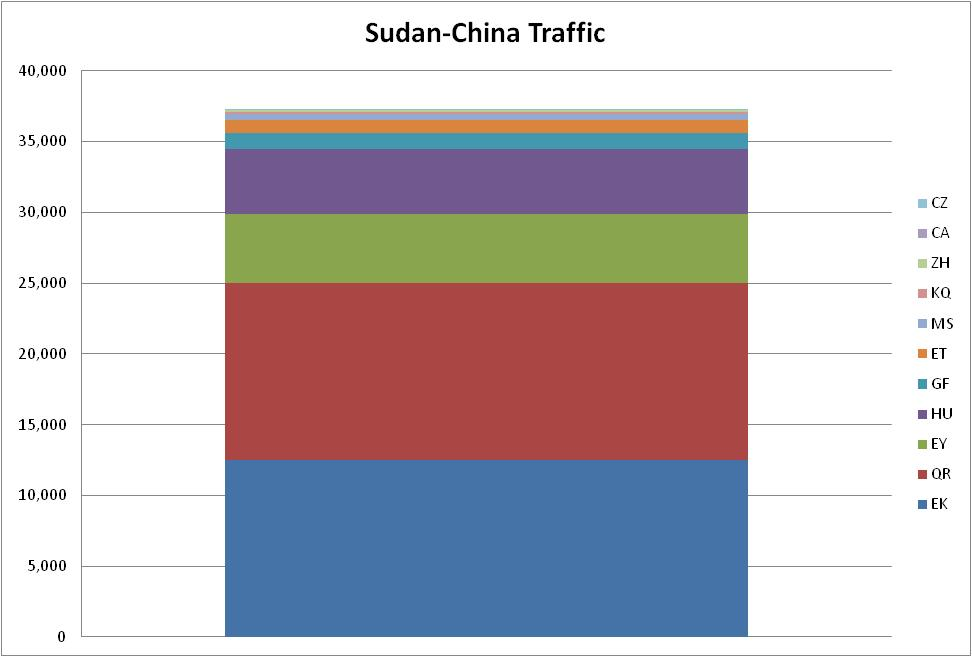 Sudan-China Traffic
40,000
35,000
30,000
25,000
20,000
15,000
10,000
5,000
0
CZ
CA
ZH
KQ
MS
ET
GF
HU
EY
QR
EK